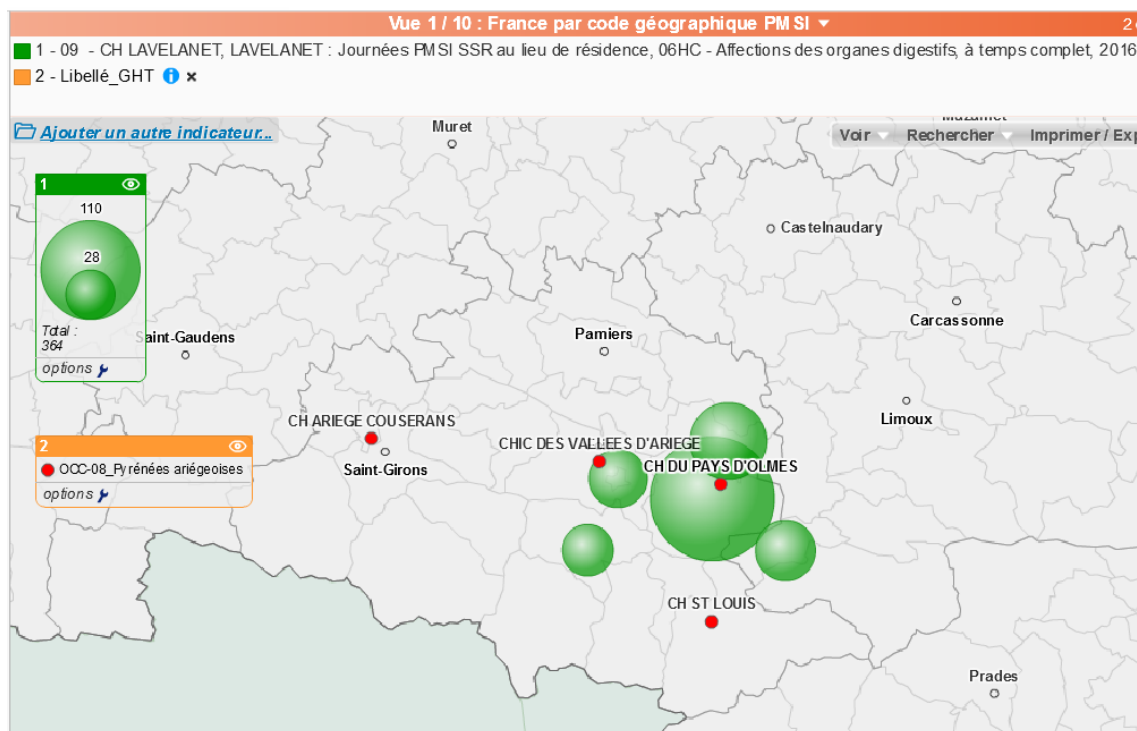 Vue 1 / 10 : France par code géographique PMSI
1 - 09 - CH LAVELANET, LAVELANET : Journées PMSI SSR au lieu de résidence, 06HC - Affections des organes digestifs, à temps complet, 2016
2 - Libellé_GHT
Ajouter un autre indicateur...
Muret
Voir
Rechercher
Imprimer / Exp
1
110
28
Total :
364
options
Castelnaudary
Carcassonne
Pamiers
Saint-Gaudens
Limoux
CH ARIEGE COUSERANS
Saint-Girons
CHIC DES VALLEES D'ARIEGE
CH DU PAYS D'OLMES
2
OCC-08_Pyrénées ariégeoises
options
CH ST LOUIS
Prades